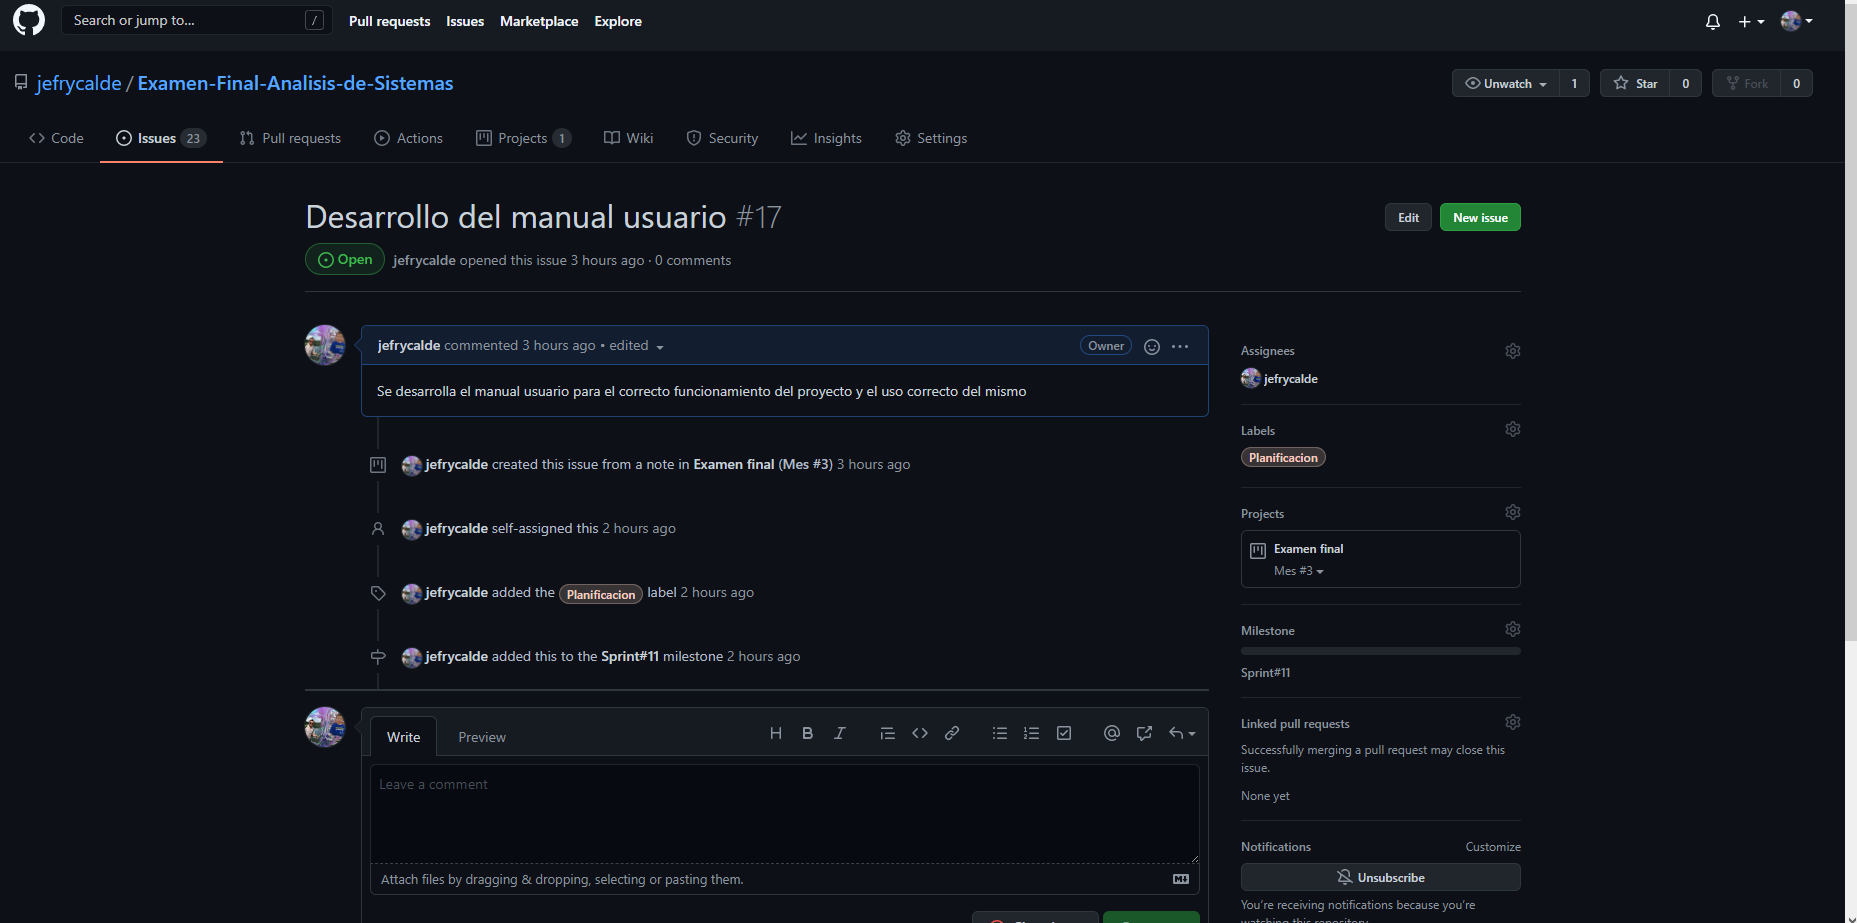 Search or jump to... /
Pull requests Issues Marketplace Explore
jefrycalde / Examen-Final-Analisis-de-Sistemas
Unwatch 1 Star 0 Fork 0
Code Issues 23 Pull requests Actions Projects 1 Wiki Security Insights Settings
Desarrollo del manual usuario #17
Edit New issue
Open jefrycalde opened this issue 3 hours ago · 0 comments
jefrycalde commented 3 hours ago • edited Owner
Se desarrolla el manual usuario para el correcto funcionamiento del proyecto y el uso correcto del mismo
jefrycalde created this issue from a note in Examen final (Mes #3) 3 hours ago
jefrycalde self-assigned this 2 hours ago
jefrycalde added the Planificacion label 2 hours ago
jefrycalde added this to the Sprint#11 milestone 2 hours ago
Write Preview
H B I
Leave a comment
Attach files by dragging & dropping, selecting or pasting them.
Assignees
jefrycalde
Labels
Planificacion
Projects
Examen final
Mes #3
Milestone
Sprint#11
Linked pull requests
Successfully merging a pull request may close this
issue.
None yet
Notifications Customize
Unsubscribe
You're receiving notifications because you're
watching this repository.